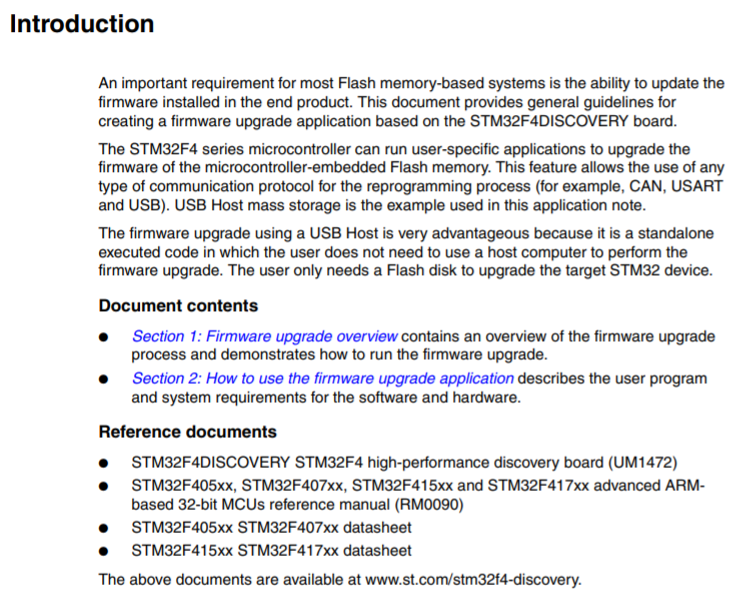 Introduction
An important requirement for most Flash memory-based systems is the ability to update the
firmware installed in the end product. This document provides general guidelines for
creating a firmware upgrade application based on the STM32F4DISCOVERY board.
The STM32F4 series microcontroller can run user-specific applications to upgrade the
firmware of the microcontroller-embedded Flash memory. This feature allows the use of any
type of communication protocol for the reprogramming process (for example, CAN, USART
and USB). USB Host mass storage is the example used in this application note.
The firmware upgrade using a USB Host is very advantageous because it is a standalone
executed code in which the user does not need to use a host computer to perform the
firmware upgrade. The user only needs a Flash disk to upgrade the target STM32 device.
Document contents
● Section 1: Firmware upgrade overview contains an overview of the firmware upgrade
process and demonstrates how to run the firmware upgrade.
● Section 2: How to use the firmware upgrade application describes the user program
and system requirements for the software and hardware.
Reference documents
● STM32F4DISCOVERY STM32F4 high-performance discovery board (UM1472)
● STM32F405xx, STM32F407xx, STM32F415xx and STM32F417xx advanced ARM-
based 32-bit MCUs reference manual (RM0090)
● STM32F405xx STM32F407xx datasheet
● STM32F415xx STM32F417xx datasheet
The above documents are available at www.st.com/stm32f4-discovery.